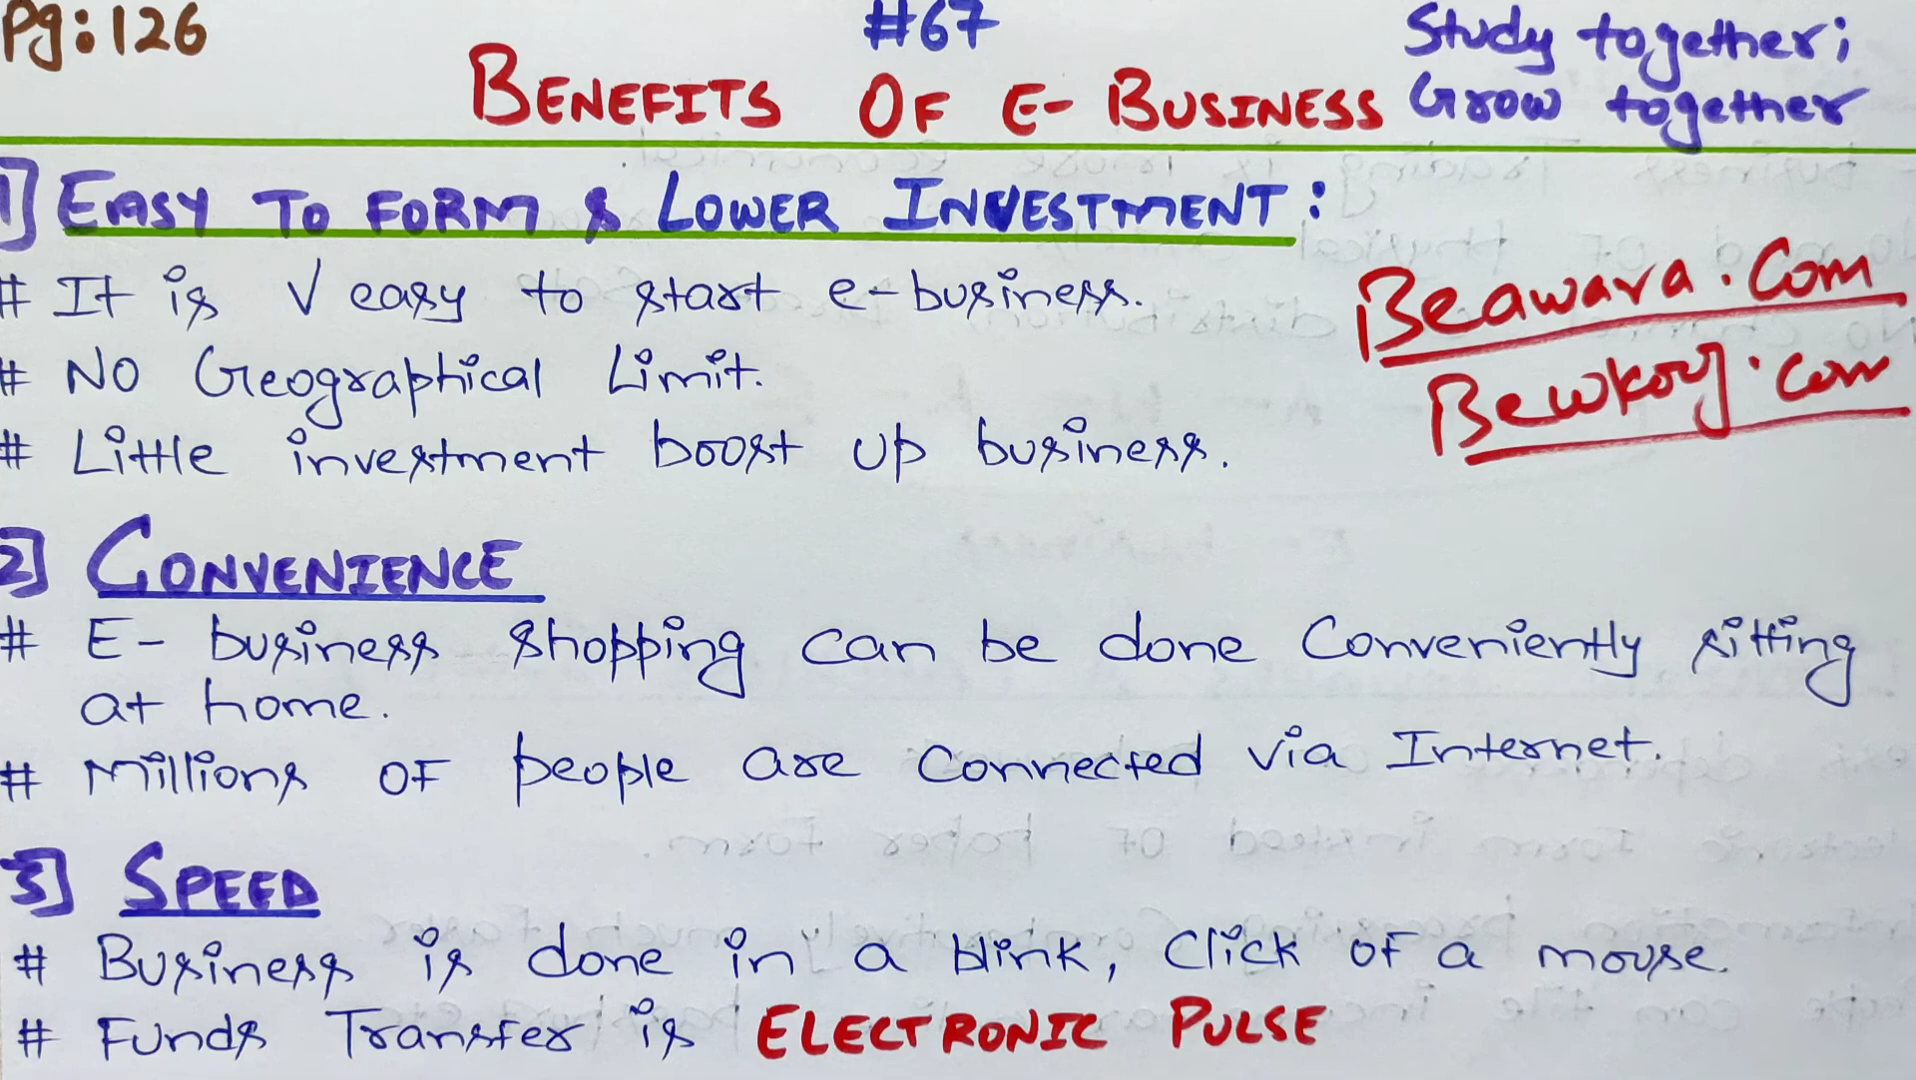 Pg:126
#67
Study together;
Grow together
BENEFITS OF E-BUSINESS
1] EASY TO FORM & LOWER INVESTMENT:
# It is V easy to start e-business.
# NO Geographical Limit.
# Little investment boost up business.
Beawara.com
2] CONVENIENCE
# E-business shopping can be done conveniently sitting
at home.
# Millions OF people are connected via Internet.
3] SPEED
# Business is done in a blink, click OF a mouse.
# Funds Transfer is ELECTRONIC PULSE